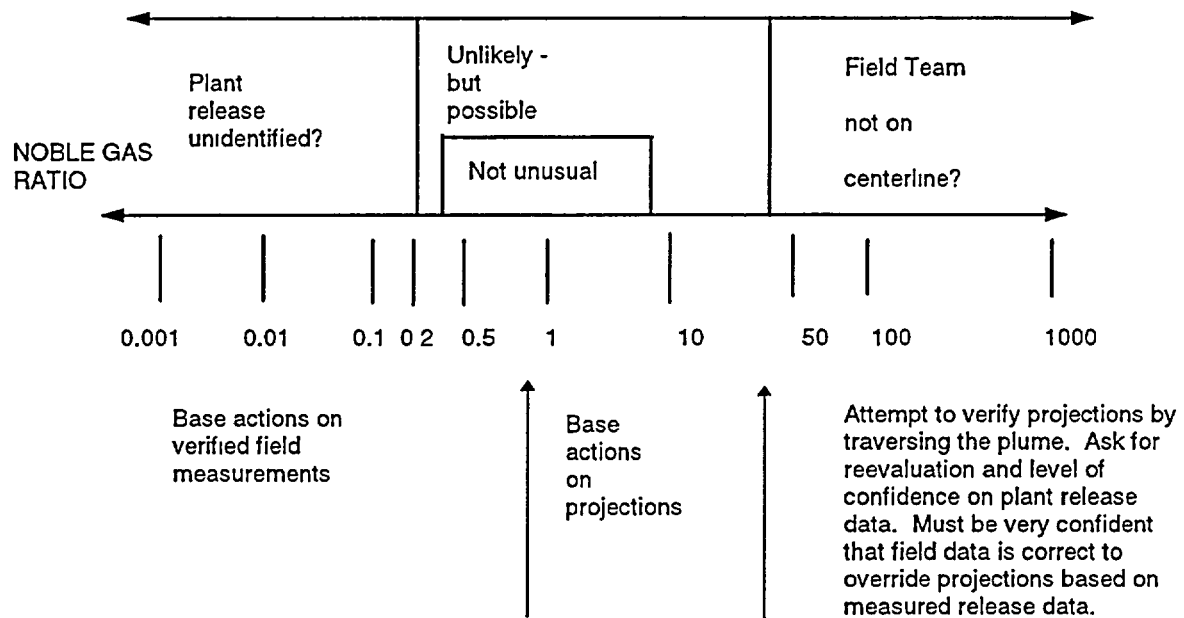 Plant
release
unidentified?
Unlikely -
but
possible
Not unusual
Field Team
not on
centerline?
NOBLE GAS
RATIO
0.001 0.01 0.1 0 2 0.5 1 10 50 100 1000
Base actions on
verified field
measurements
Base
actions
on
projections
Attempt to verify projections by
traversing the plume. Ask for
reevaluation and level of
confidence on plant release
data. Must be very confident
that field data is correct to
override projections based on
measured release data.